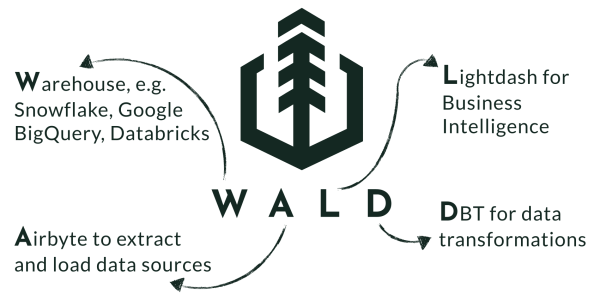 Warehouse, e.g.
Snowflake, Google
BigQuery, Databricks
Lightdash for
Business
Intelligence
W A L D
Airbyte to extract
and load data sources
DBT for data
transformations